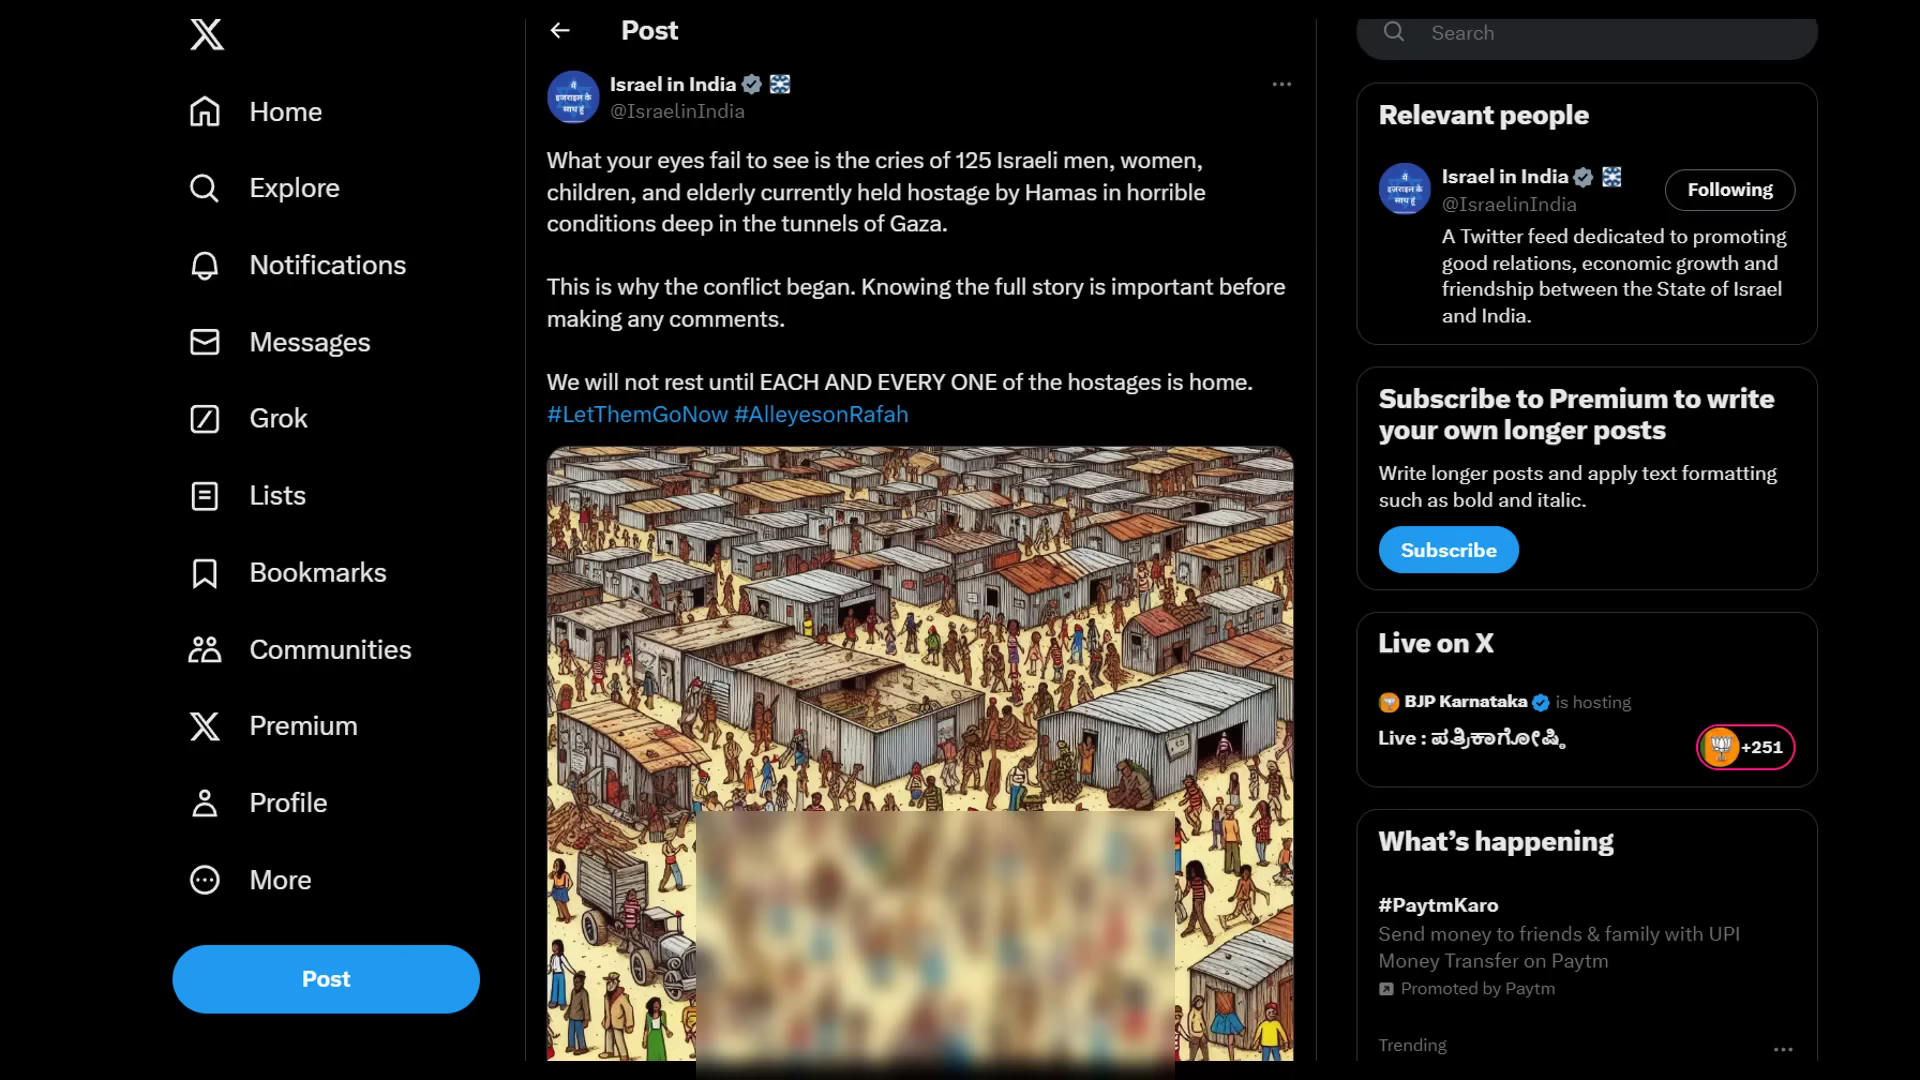 Home
Explore
Notifications
Messages
Grok
Lists
Bookmarks
Communities
Premium
Profile
More
Post
Post
Israel in India
@IsraelinIndia
What your eyes fail to see is the cries of 125 Israeli men, women,
children, and elderly currently held hostage by Hamas in horrible
conditions deep in the tunnels of Gaza.
This is why the conflict began. Knowing the full story is important before
making any comments.
We will not rest until EACH AND EVERY ONE of the hostages is home.
#LetThemGoNow #AlleyesonRafah
Search
Relevant people
Israel in India
@IsraelinIndia
Following
A Twitter feed dedicated to promoting
good relations, economic growth and
friendship between the State of Israel
and India.
Subscribe to Premium to write
your own longer posts
Write longer posts and apply text formatting
such as bold and italic.
Subscribe
Live on X
BJP Karnataka is hosting
Live : ಪತ್ರಿಕಾಗೋಷ್ಠಿ
+251
What's happening
#PaytmKaro
Send money to friends & family with UPI
Money Transfer on Paytm
Promoted by Paytm
Trending